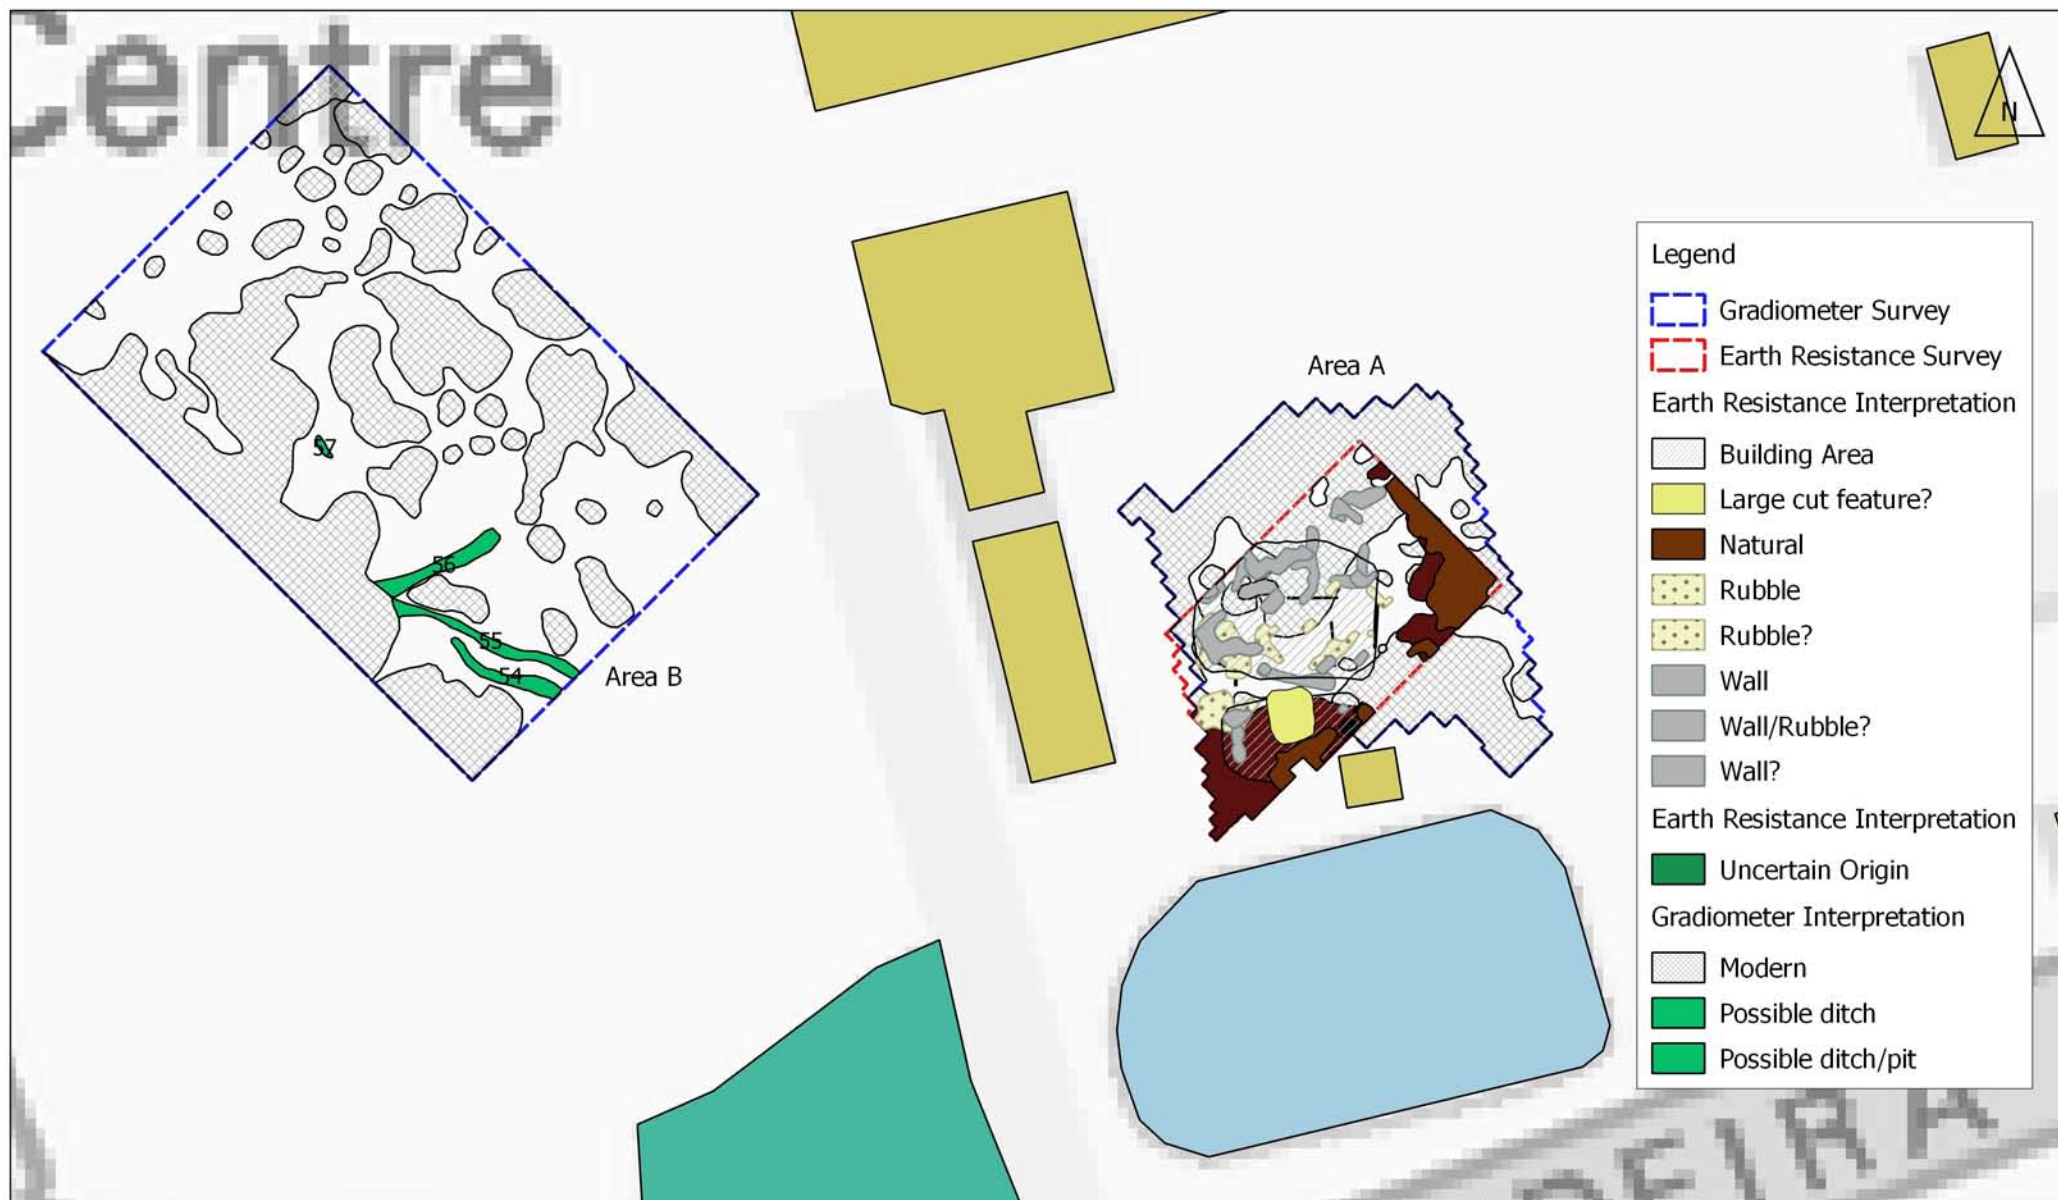 Centre
N
Area A
57
56
55
54
Area B
Legend
Gradiometer Survey
Earth Resistance Survey
Earth Resistance Interpretation
Building Area
Large cut feature?
Natural
Rubble
Rubble?
Wall
Wall/Rubble?
Wall?
Earth Resistance Interpretation
Uncertain Origin
Gradiometer Interpretation
Modern
Possible ditch
Possible ditch/pit